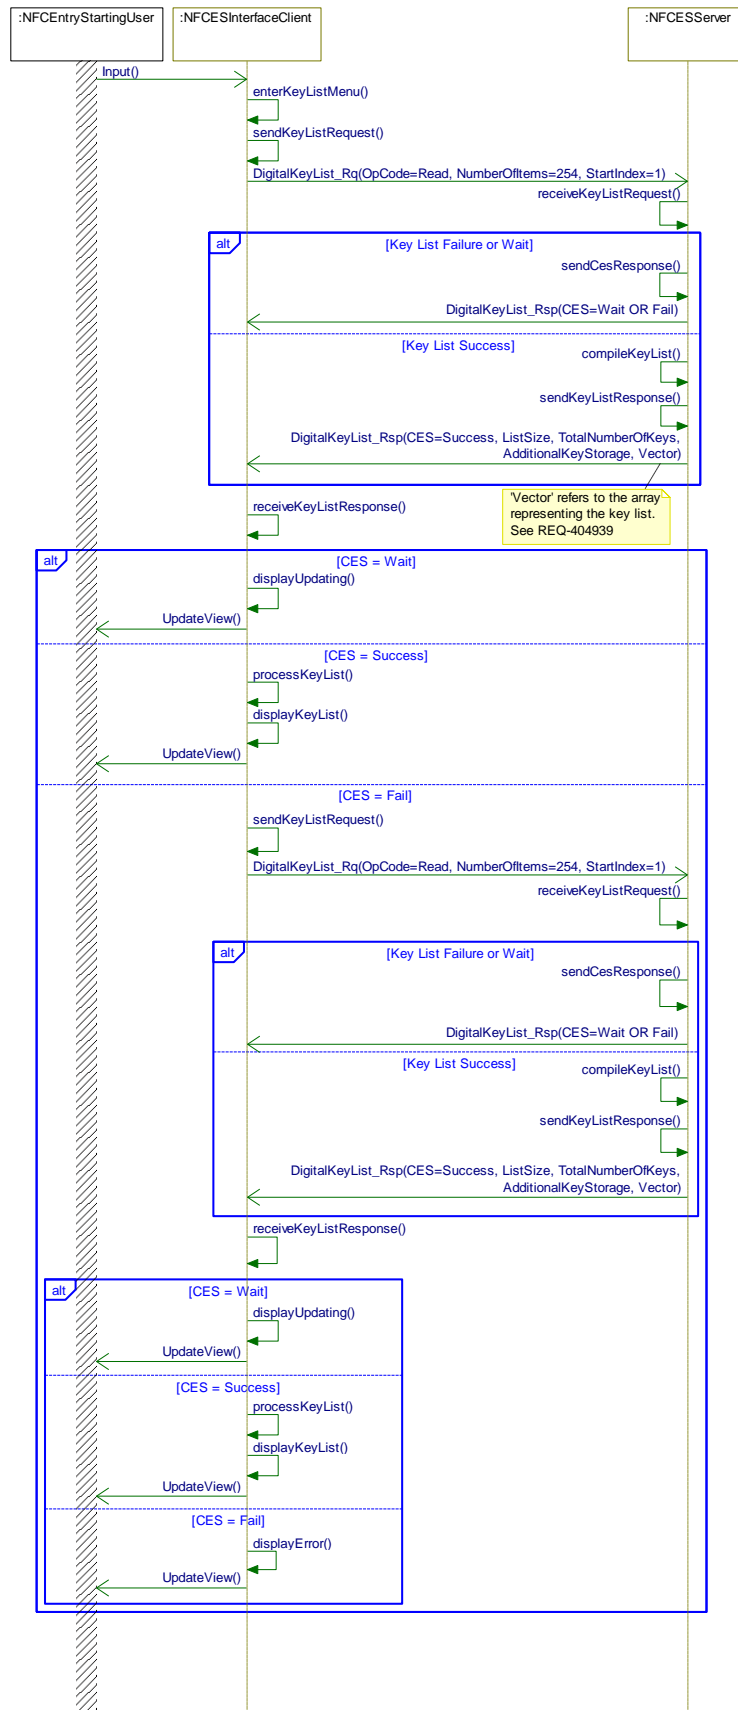 :NFCEntryStartingUser
:NFCESInterfaceClient
:NFCESServer
Input()
enterKeyListMenu()
sendKeyListRequest()
DigitalKeyList_Rq(OpCode=Read, NumberOfItems=254, StartIndex=1)
receiveKeyListRequest()
alt
[Key List Failure or Wait]
sendCesResponse()
DigitalKeyList_Rsp(CES=Wait OR Fail)
[Key List Success]
compileKeyList()
sendKeyListResponse()
DigitalKeyList_Rsp(CES=Success, ListSize, TotalNumberOfKeys,
AdditionalKeyStorage, Vector)
'Vector' refers to the array
representing the key list.
See REQ-404939
receiveKeyListResponse()
alt
[CES = Wait]
displayUpdating()
UpdateView()
[CES = Success]
processKeyList()
displayKeyList()
UpdateView()
[CES = Fail]
sendKeyListRequest()
DigitalKeyList_Rq(OpCode=Read, NumberOfItems=254, StartIndex=1)
receiveKeyListRequest()
alt
[Key List Failure or Wait]
sendCesResponse()
DigitalKeyList_Rsp(CES=Wait OR Fail)
[Key List Success]
compileKeyList()
sendKeyListResponse()
DigitalKeyList_Rsp(CES=Success, ListSize, TotalNumberOfKeys,
AdditionalKeyStorage, Vector)
receiveKeyListResponse()
alt
[CES = Wait]
displayUpdating()
UpdateView()
[CES = Success]
processKeyList()
displayKeyList()
UpdateView()
[CES = Fail]
displayError()
UpdateView()